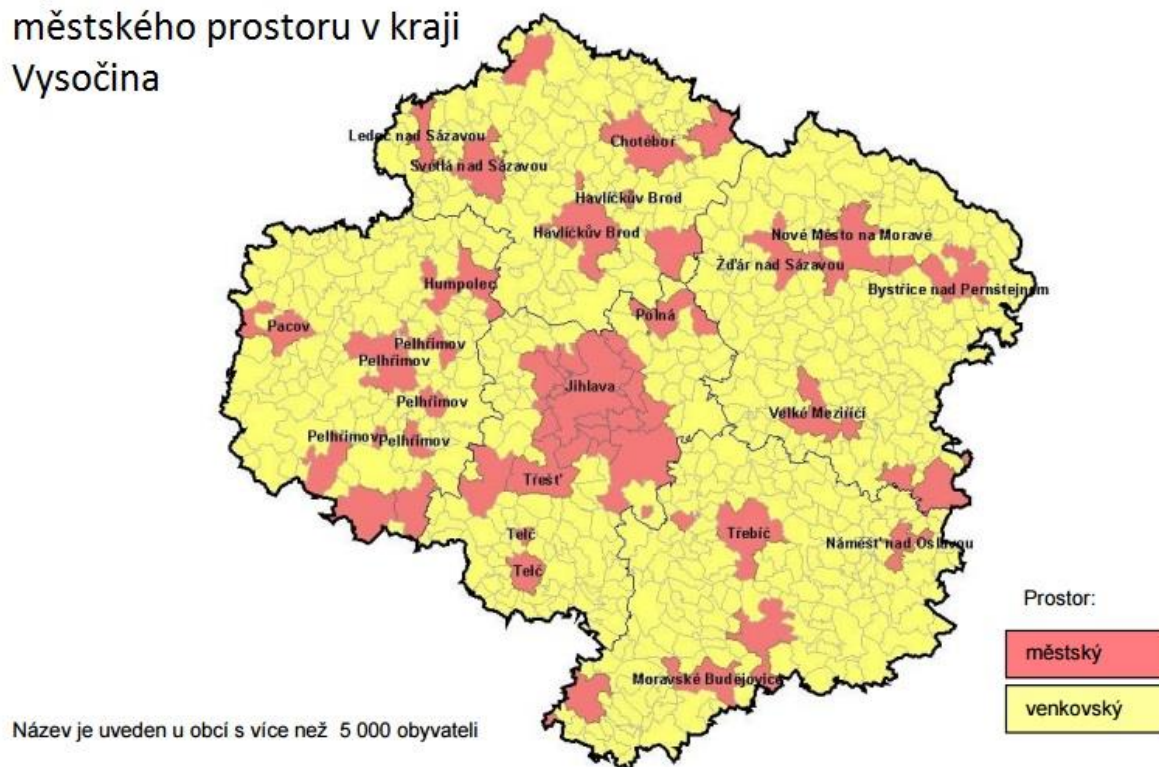 městského prostoru v kraji
Vysočina
Ledeč nad Sázavou
Chotěboř
Světlá nad Sázavou
Havlíčkův Brod
Havlíčkův Brod
Nové Město na Moravě
Žďár nad Sázavou
Humpolec
Bystřice nad Pernštejnem
Polná
Pacov
Pelhřimov
Pelhřimov
Jihlava
Pelhřimov
Velké Meziříčí
Pelhřimov
Pelhřimov
Třešť
Telč
Třebíč
Náměšť nad Oslavou
Telč
Moravské Budějovice
Prostor:
městský
venkovský
Název je uveden u obcí s více než 5 000 obyvateli